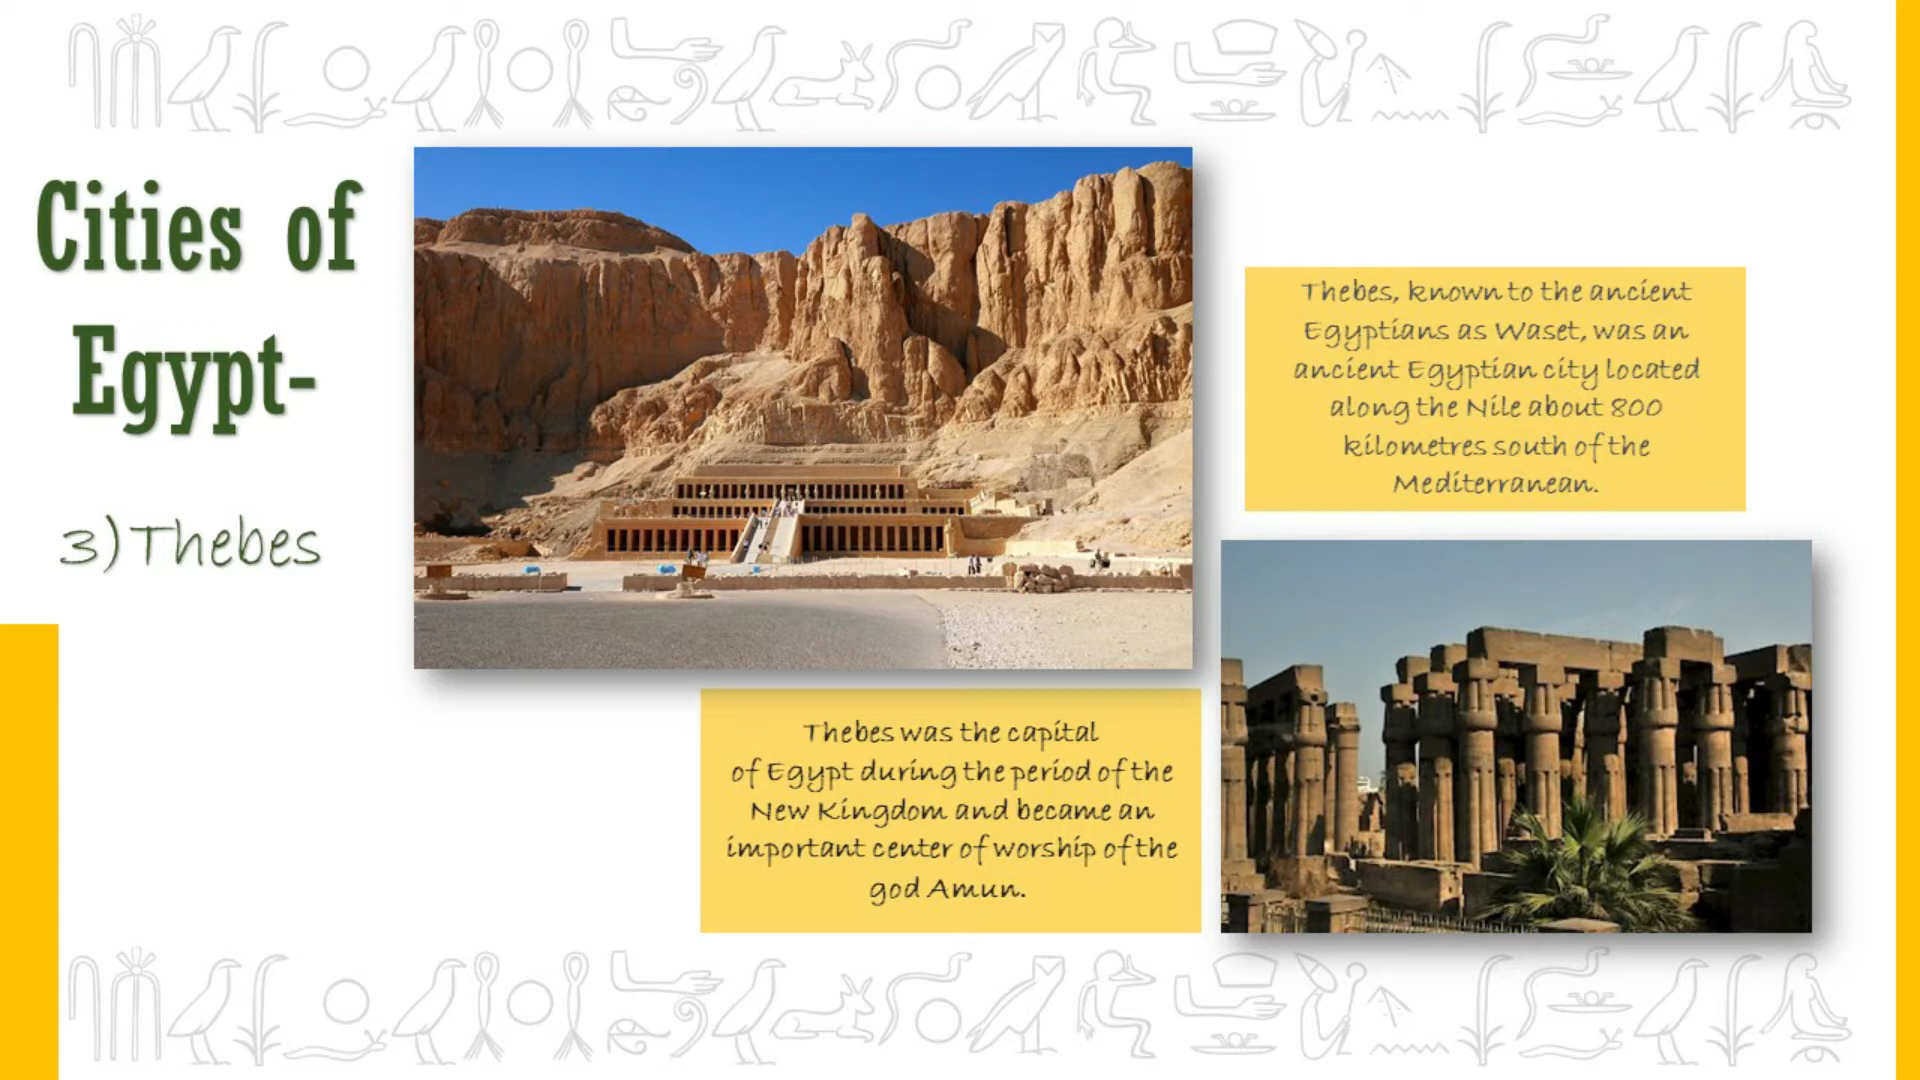 Cities of
Egypt-
3) Thebes
Thebes, known to the ancient
Egyptians as Waset, was an
ancient Egyptian city located
along the Nile about 800
kilometres south of the
Mediterranean.
Thebes was the capital
of Egypt during the period of the
New Kingdom and became an
important center of worship of the
god Amun.